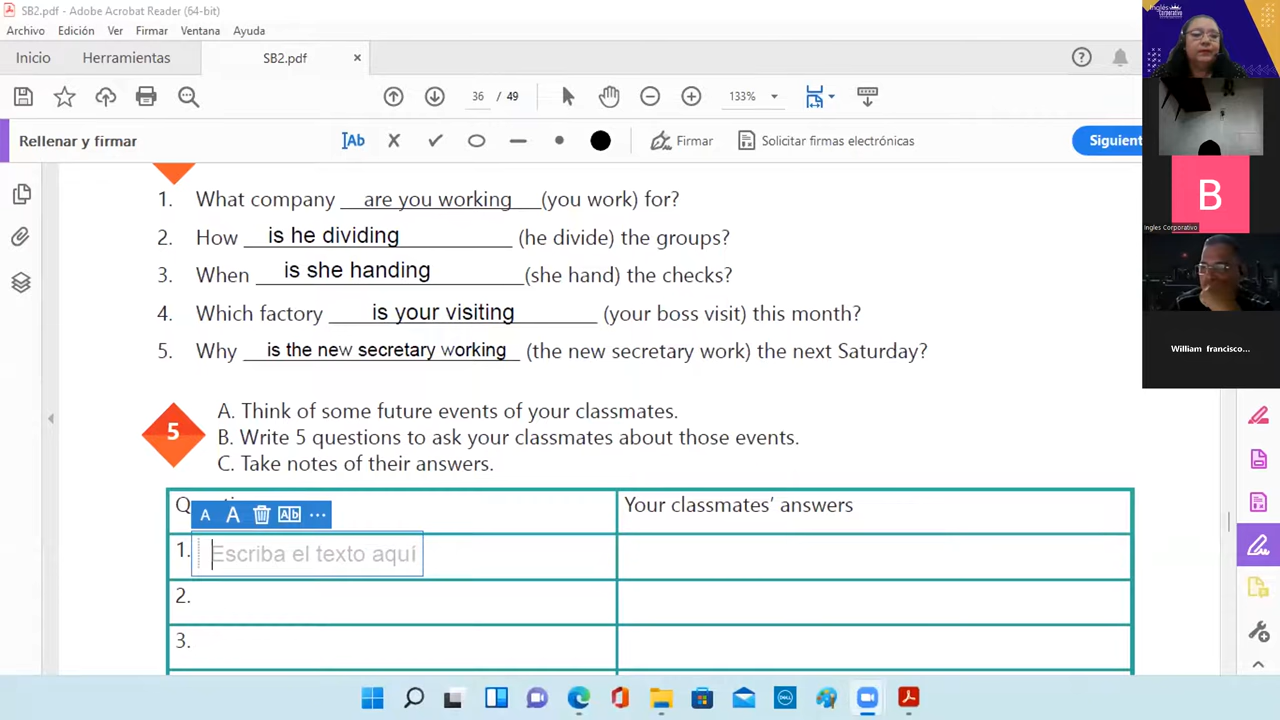 SB2.pdf - Adobe Acrobat Reader (64-bit)
Archivo Edición Ver Firmar Ventana Ayuda
Inicio Herramientas SB2.pdf ×
36 / 49 133%
Rellenar y firmar Ab Firmar Solicitar firmas electrónicas Siguient
1. What company are you working (you work) for?
2. How is he dividing (he divide) the groups?
3. When is she handing (she hand) the checks?
4. Which factory is your visiting (your boss visit) this month?
5. Why is the new secretary working (the new secretary work) the next Saturday?
5
A. Think of some future events of your classmates.
B. Write 5 questions to ask your classmates about those events.
C. Take notes of their answers.
Your classmates' answers
A A Ab ...
1. Escriba el texto aquí
2.
3.
Inglés
Corporativo
B
Ingles Corporativo
William francisco...
DELL